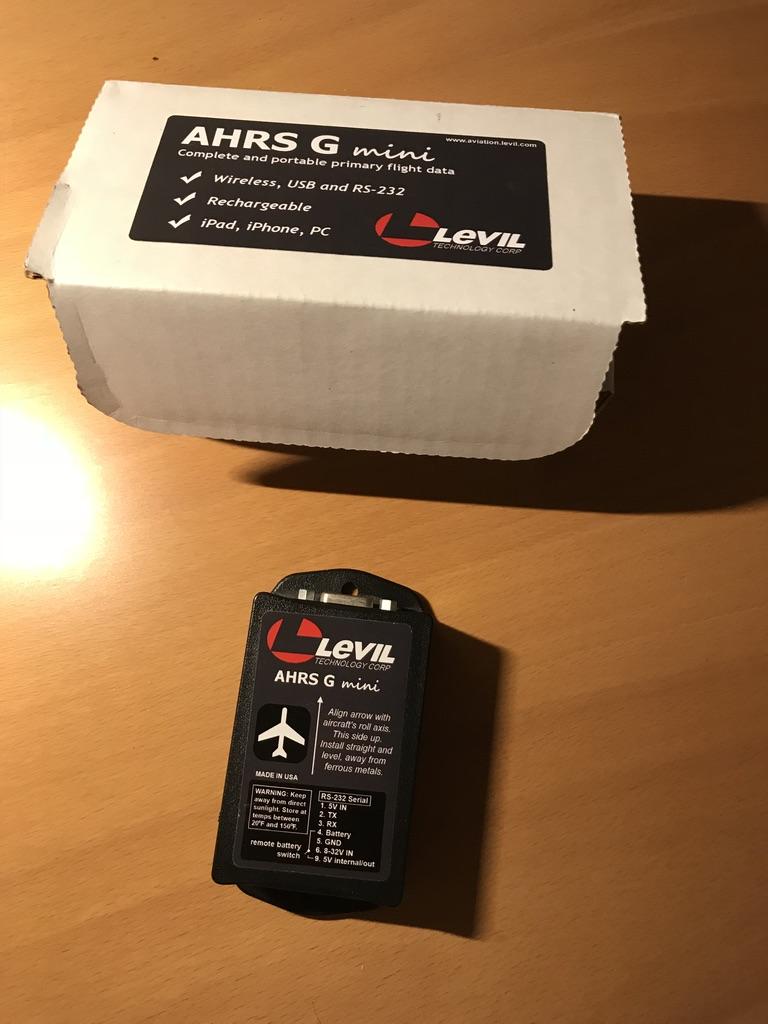 AHRS G mini
www.aviation.levil.com
Complete and portable primary flight data
Wireless, USB and RS-232
Rechargeable
iPad, iPhone, PC
LEVIL
TECHNOLOGY CORP
LEVIL
TECHNOLOGY CORP
AHRS G mini
Align arrow with
aircraft's roll axis.
This side up.
Install straight and
level, away from
ferrous metals.
MADE IN USA
WARNING: Keep
away from direct
sunlight. Store at
temps between
20°F and 150°F.
RS-232 Serial
1. 5V IN
2. TX
3. RX
4. Battery
5. GND
6. 8-32V IN
9. 5V internal/out
remote battery
switch